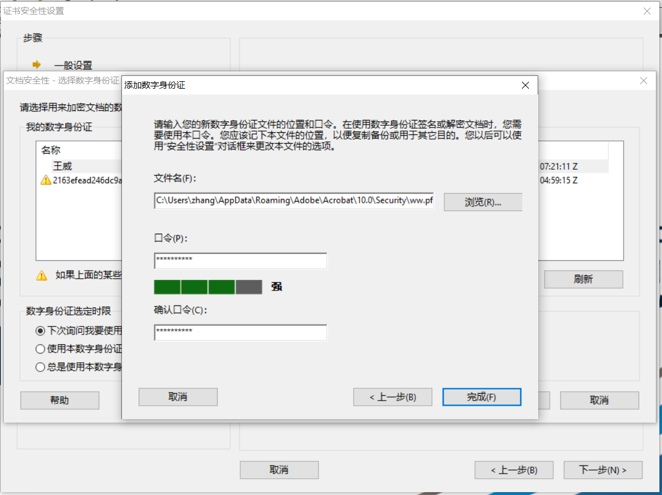 证书安全性设置
步骤
一般设置
文档安全性 - 选择数字身份证
请选择用来加密文档的数
我的数字身份证
名称
王威
2163efead246dc9a
07:21:11 Z
04:59:15 Z
如果上面的某些
刷新
数字身份证选定时限
下次询问我要使用
使用本数字身份证
总是使用本数字身
帮助
取消
添加数字身份证
请输入您的新数字身份证文件的位置和口令。在使用数字身份证签名或解密文档时，您需
要使用本口令。您应该记下本文件的位置，以便复制备份或用于其它目的。您以后可以使
用“安全性设置”对话框来更改本文件的选项。
文件名(F):
C:\Users\zhang\AppData\Roaming\Adobe\Acrobat\10.0\Security\ww.pf
浏览(R)...
口令(P):
**********
强
确认口令(C):
**********
取消
< 上一步(B)
完成(F)
取消
< 上一步(B)
下一步(N) >